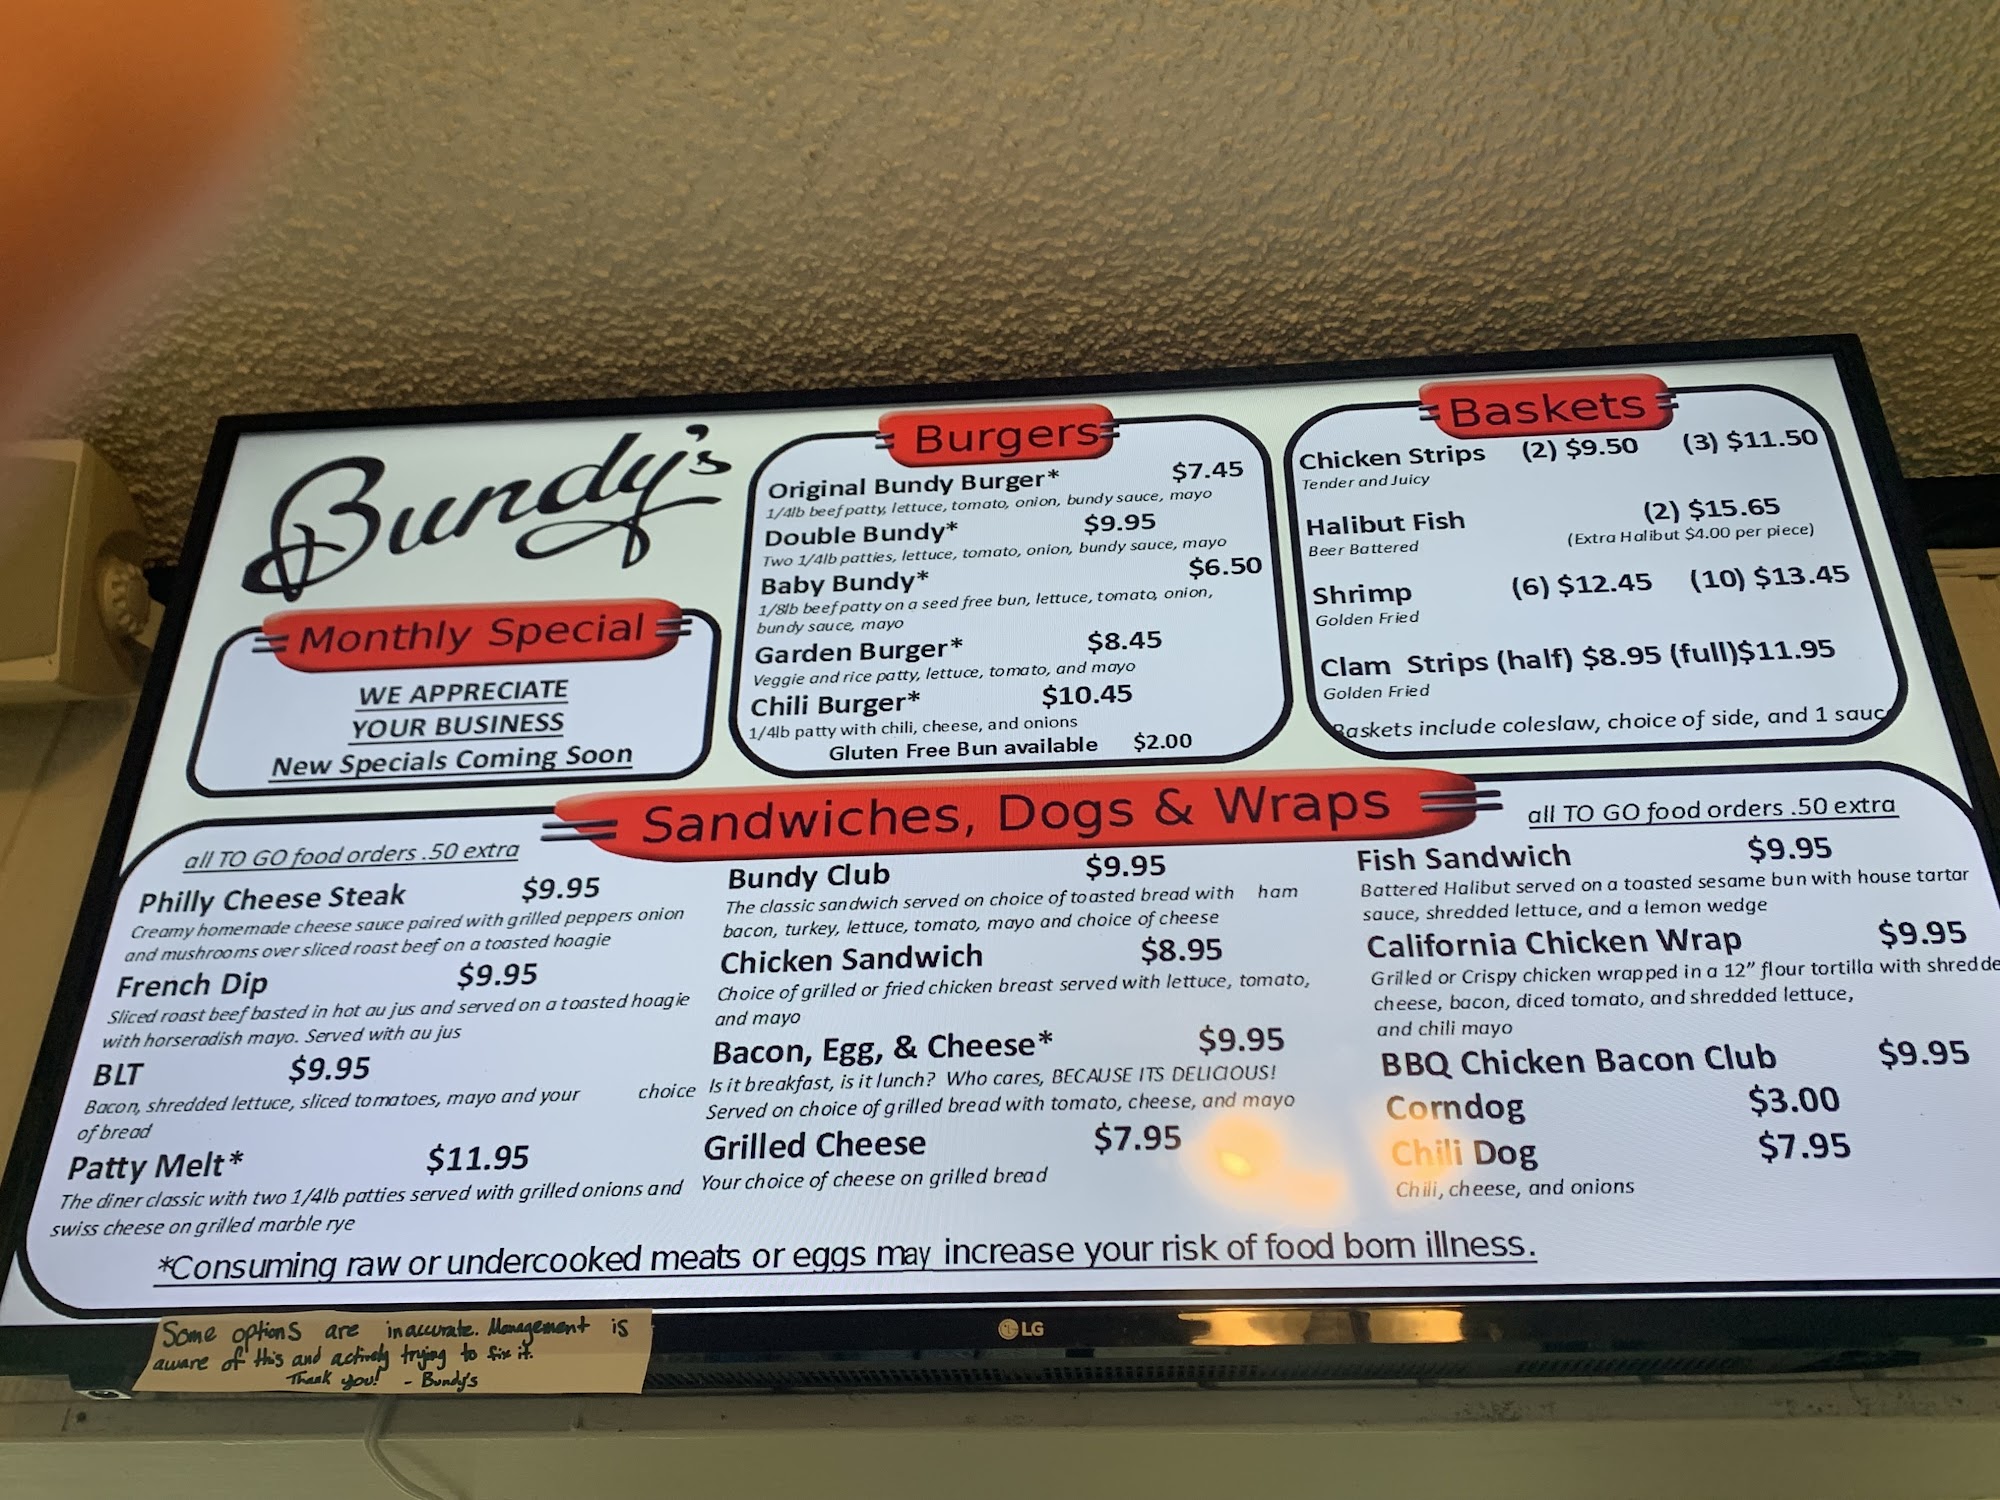 Bundy's
Monthly Special
WE APPRECIATE
YOUR BUSINESS
New Specials Coming Soon
Burgers
Original Bundy Burger* $7.45
1/4lb beef patty, lettuce, tomato, onion, bundy sauce, mayo
Double Bundy* $9.95
Two 1/4lb patties, lettuce, tomato, onion, bundy sauce, mayo
Baby Bundy* $6.50
1/8lb beef patty on a seed free bun, lettuce, tomato, onion,
bundy sauce, mayo
Garden Burger* $8.45
Veggie and rice patty, lettuce, tomato, and mayo
Chili Burger* $10.45
1/4lb patty with chili, cheese, and onions
Gluten Free Bun available $2.00
Baskets
Chicken Strips (2) $9.50 (3) $11.50
Tender and Juicy
Halibut Fish (2) $15.65
Beer Battered (Extra Halibut $4.00 per piece)
Shrimp (6) $12.45 (10) $13.45
Golden Fried
Clam Strips (half) $8.95 (full)$11.95
Golden Fried
Baskets include coleslaw, choice of side, and 1 sauc
Sandwiches, Dogs & Wraps
all TO GO food orders .50 extra
Philly Cheese Steak $9.95
Creamy homemade cheese sauce paired with grilled peppers onion
and mushrooms over sliced roast beef on a toasted hoagie
French Dip $9.95
Sliced roast beef basted in hot au jus and served on a toasted hoagie
with horseradish mayo. Served with au jus
BLT $9.95
Bacon, shredded lettuce, sliced tomatoes, mayo and your choice
of bread
Patty Melt* $11.95
The diner classic with two 1/4lb patties served with grilled onions and
swiss cheese on grilled marble rye
Bundy Club $9.95
The classic sandwich served on choice of toasted bread with ham
bacon, turkey, lettuce, tomato, mayo and choice of cheese
Chicken Sandwich $8.95
Choice of grilled or fried chicken breast served with lettuce, tomato,
and mayo
Bacon, Egg, & Cheese* $9.95
Is it breakfast, is it lunch? Who cares, BECAUSE ITS DELICIOUS!
Served on choice of grilled bread with tomato, cheese, and mayo
Grilled Cheese $7.95
Your choice of cheese on grilled bread
all TO GO food orders .50 extra
Fish Sandwich $9.95
Battered Halibut served on a toasted sesame bun with house tartar
sauce, shredded lettuce, and a lemon wedge
California Chicken Wrap $9.95
Grilled or Crispy chicken wrapped in a 12" flour tortilla with shredde
cheese, bacon, diced tomato, and shredded lettuce,
and chili mayo
BBQ Chicken Bacon Club $9.95
Corndog $3.00
Chili Dog $7.95
Chili, cheese, and onions
*Consuming raw or undercooked meats or eggs may increase your risk of food born illness.
LG
Some options are inaccurate. Management is
aware of this and actively trying to fix it.
Thank you! - Bundy's